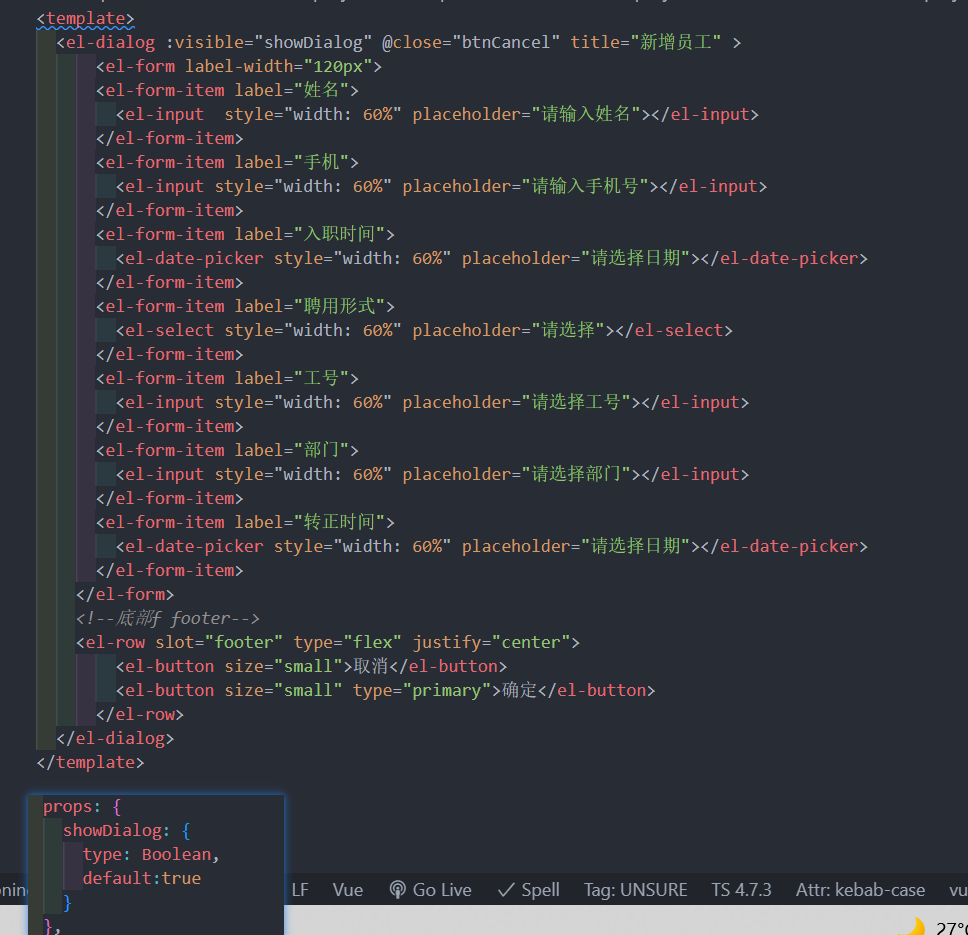 <template>
<el-dialog :visible="showDialog" @close="btnCancel" title="新增员工" >
<el-form label-width="120px">
<el-form-item label="姓名">
<el-input  style="width: 60%" placeholder="请输入姓名"></el-input>
</el-form-item>
<el-form-item label="手机">
<el-input style="width: 60%" placeholder="请输入手机号"></el-input>
</el-form-item>
<el-form-item label="入职时间">
<el-date-picker style="width: 60%" placeholder="请选择日期"></el-date-picker>
</el-form-item>
<el-form-item label="聘用形式">
<el-select style="width: 60%" placeholder="请选择"></el-select>
</el-form-item>
<el-form-item label="工号">
<el-input style="width: 60%" placeholder="请选择工号"></el-input>
</el-form-item>
<el-form-item label="部门">
<el-input style="width: 60%" placeholder="请选择部门"></el-input>
</el-form-item>
<el-form-item label="转正时间">
<el-date-picker style="width: 60%" placeholder="请选择日期"></el-date-picker>
</el-form-item>
</el-form>
<!--底部f footer-->
<el-row slot="footer" type="flex" justify="center">
<el-button size="small">取消</el-button>
<el-button size="small" type="primary">确定</el-button>
</el-row>
</el-dialog>
</template>
props: {
showDialog: {
type: Boolean,
default:true
}
},
LF Vue Go Live Spell Tag: UNSURE TS 4.7.3 Attr: kebab-case